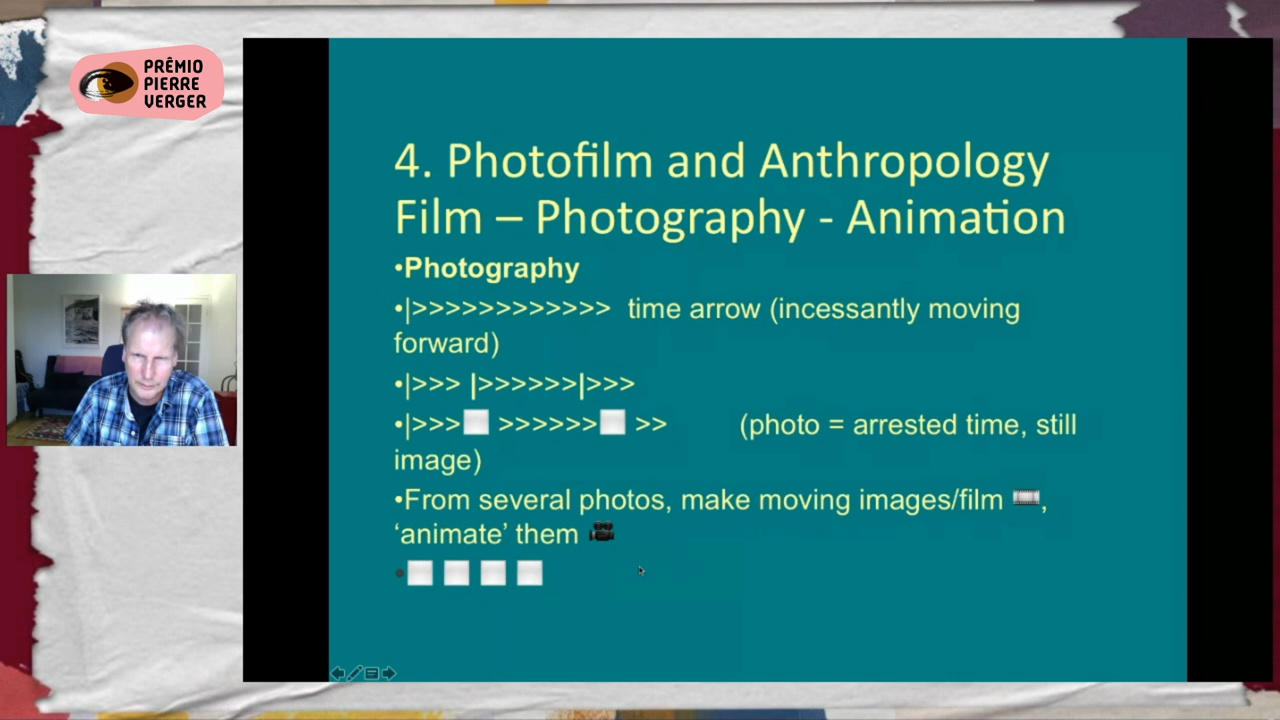 PRÊMIO
PIERRE
VERGER
4. Photofilm and Anthropology
Film – Photography - Animation
•Photography
•|>>>>>>>>>>>> time arrow (incessantly moving
forward)
•|>>> |>>>>>>|>>>
•|>>>⬜ >>>>>>⬜ >> (photo = arrested time, still
image)
•From several photos, make moving images/film 🎞,
‘animate’ them 🎥
•⬜ ⬜ ⬜ ⬜